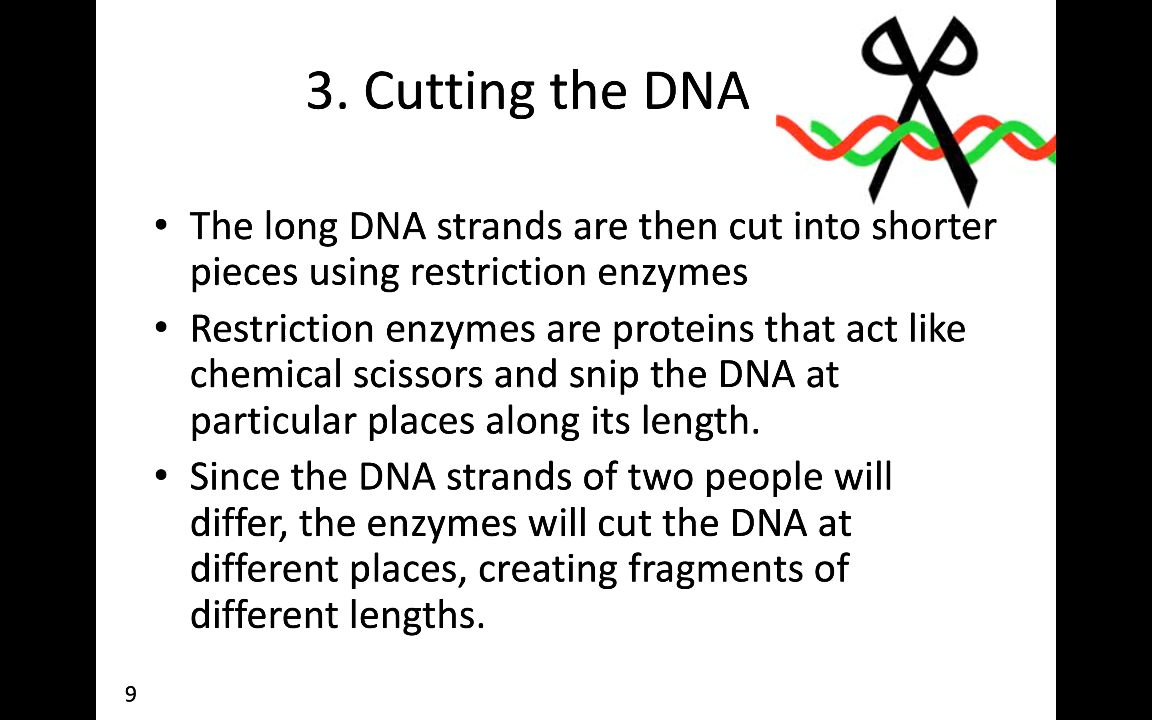 3. Cutting the DNA
• The long DNA strands are then cut into shorter
pieces using restriction enzymes
• Restriction enzymes are proteins that act like
chemical scissors and snip the DNA at
particular places along its length.
• Since the DNA strands of two people will
differ, the enzymes will cut the DNA at
different places, creating fragments of
different lengths.
9